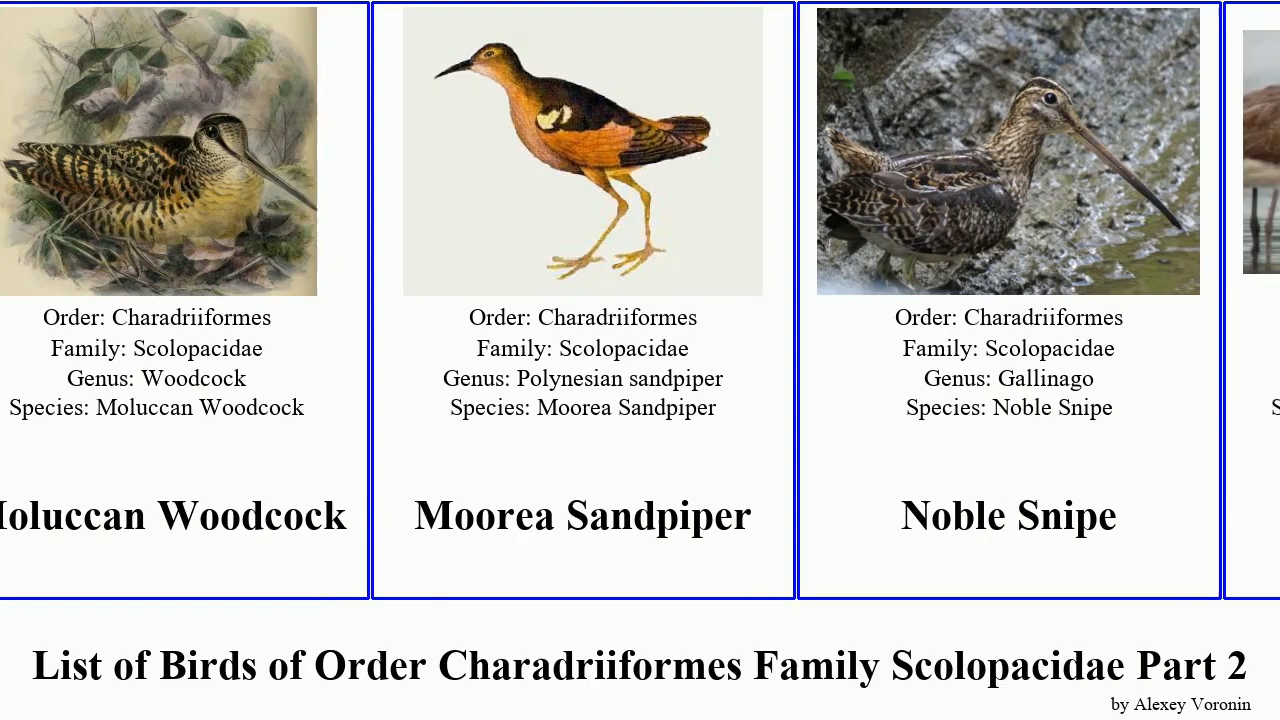 Order: Charadriiformes
Family: Scolopacidae
Genus: Woodcock
Species: Moluccan Woodcock
Moluccan Woodcock
Order: Charadriiformes
Family: Scolopacidae
Genus: Polynesian sandpiper
Species: Moorea Sandpiper
Moorea Sandpiper
Order: Charadriiformes
Family: Scolopacidae
Genus: Gallinago
Species: Noble Snipe
Noble Snipe
S
List of Birds of Order Charadriiformes Family Scolopacidae Part 2
by Alexey Voronin